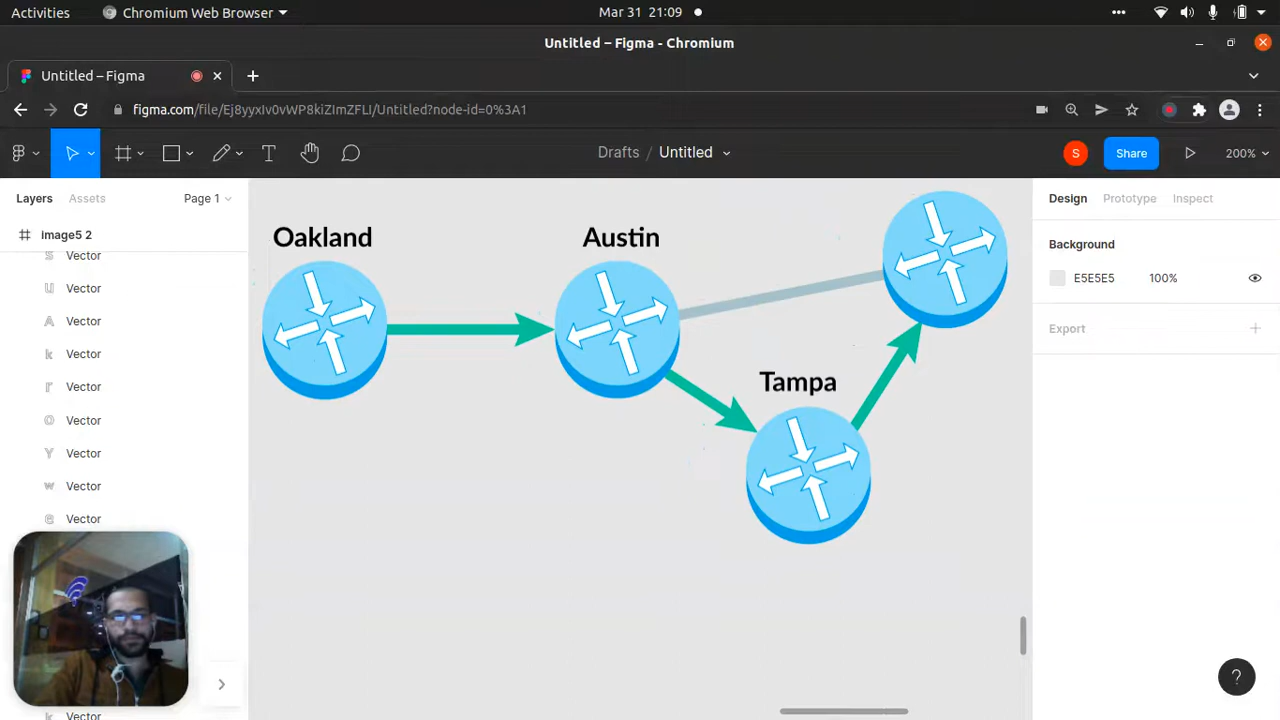 Activities Chromium Web Browser Mar 31 21:09
Untitled – Figma - Chromium
Untitled – Figma
figma.com/file/Ej8yyxIv0vWP8kiZImZFLI/Untitled?node-id=0%3A1
Drafts / Untitled S Share 200%
Layers Assets Page 1 Design Prototype Inspect
image5 2
Background
E5E5E5 100%
Export
S Vector
U Vector
A Vector
k Vector
r Vector
O Vector
Y Vector
w Vector
e Vector
k Vector
Oakland
Austin
Tampa
?